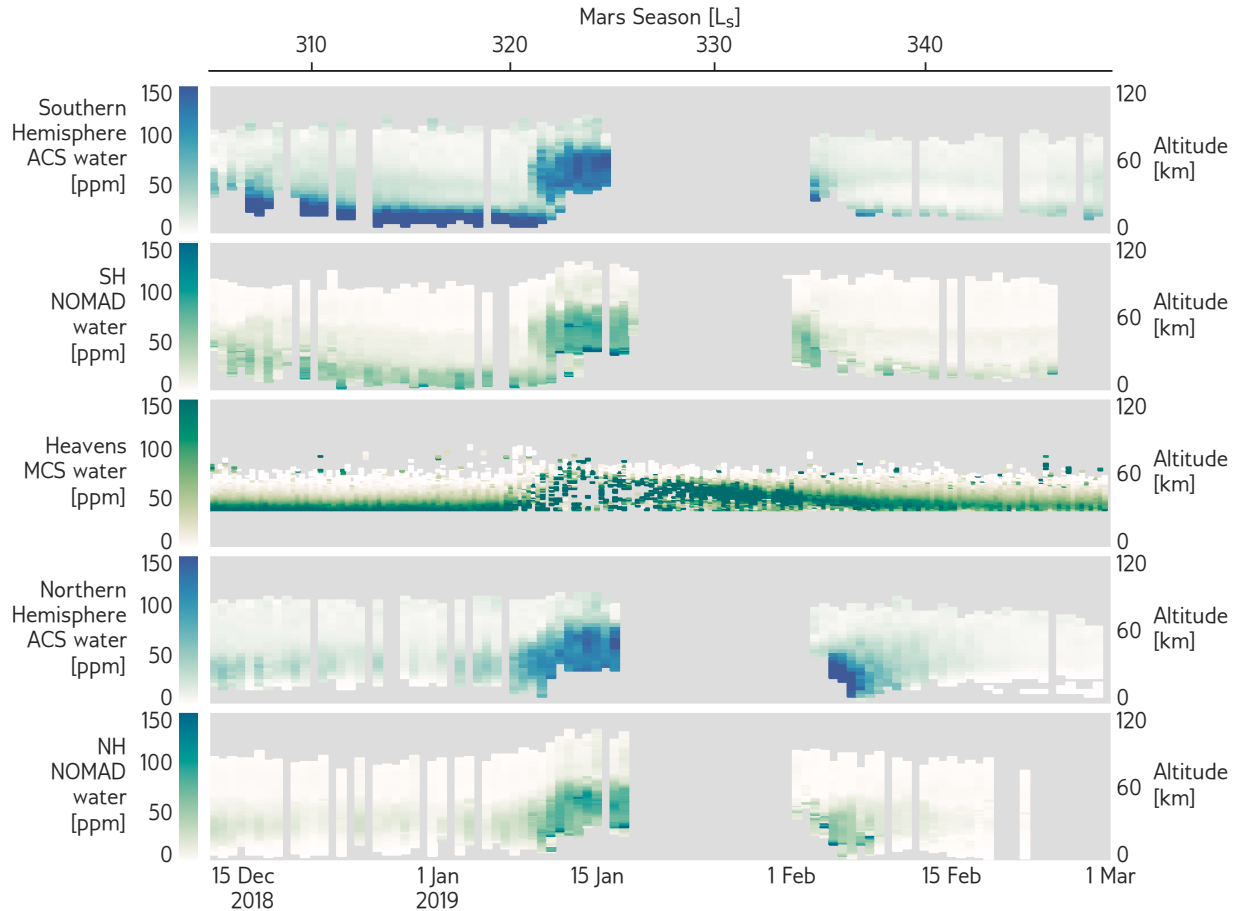 Mars Season [Ls]
310 320 330 340
Southern
Hemisphere
ACS water
[ppm]
150
100
50
0
120
60
0
Altitude
[km]
SH
NOMAD
water
[ppm]
150
100
50
0
120
60
0
Altitude
[km]
Heavens
MCS water
[ppm]
150
100
50
0
120
60
0
Altitude
[km]
Northern
Hemisphere
ACS water
[ppm]
150
100
50
0
120
60
0
Altitude
[km]
NH
NOMAD
water
[ppm]
150
100
50
0
120
60
0
Altitude
[km]
15 Dec 1 Jan 15 Jan 1 Feb 15 Feb 1 Mar
2018 2019